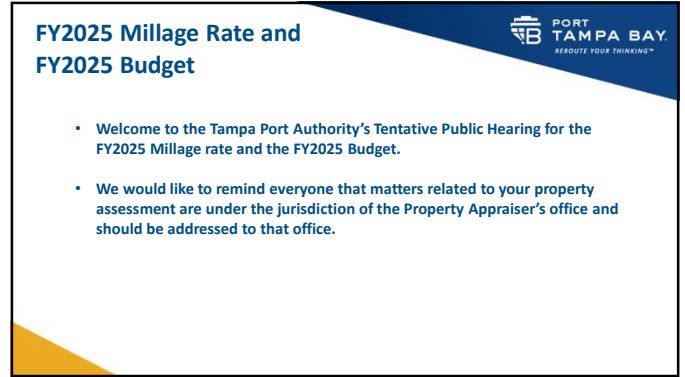 FY2025 Millage Rate and
FY2025 Budget
PORT
TAMPA BAY.
REROUTE YOUR THINKING™
• Welcome to the Tampa Port Authority’s Tentative Public Hearing for the
FY2025 Millage rate and the FY2025 Budget.
• We would like to remind everyone that matters related to your property
assessment are under the jurisdiction of the Property Appraiser’s office and
should be addressed to that office.